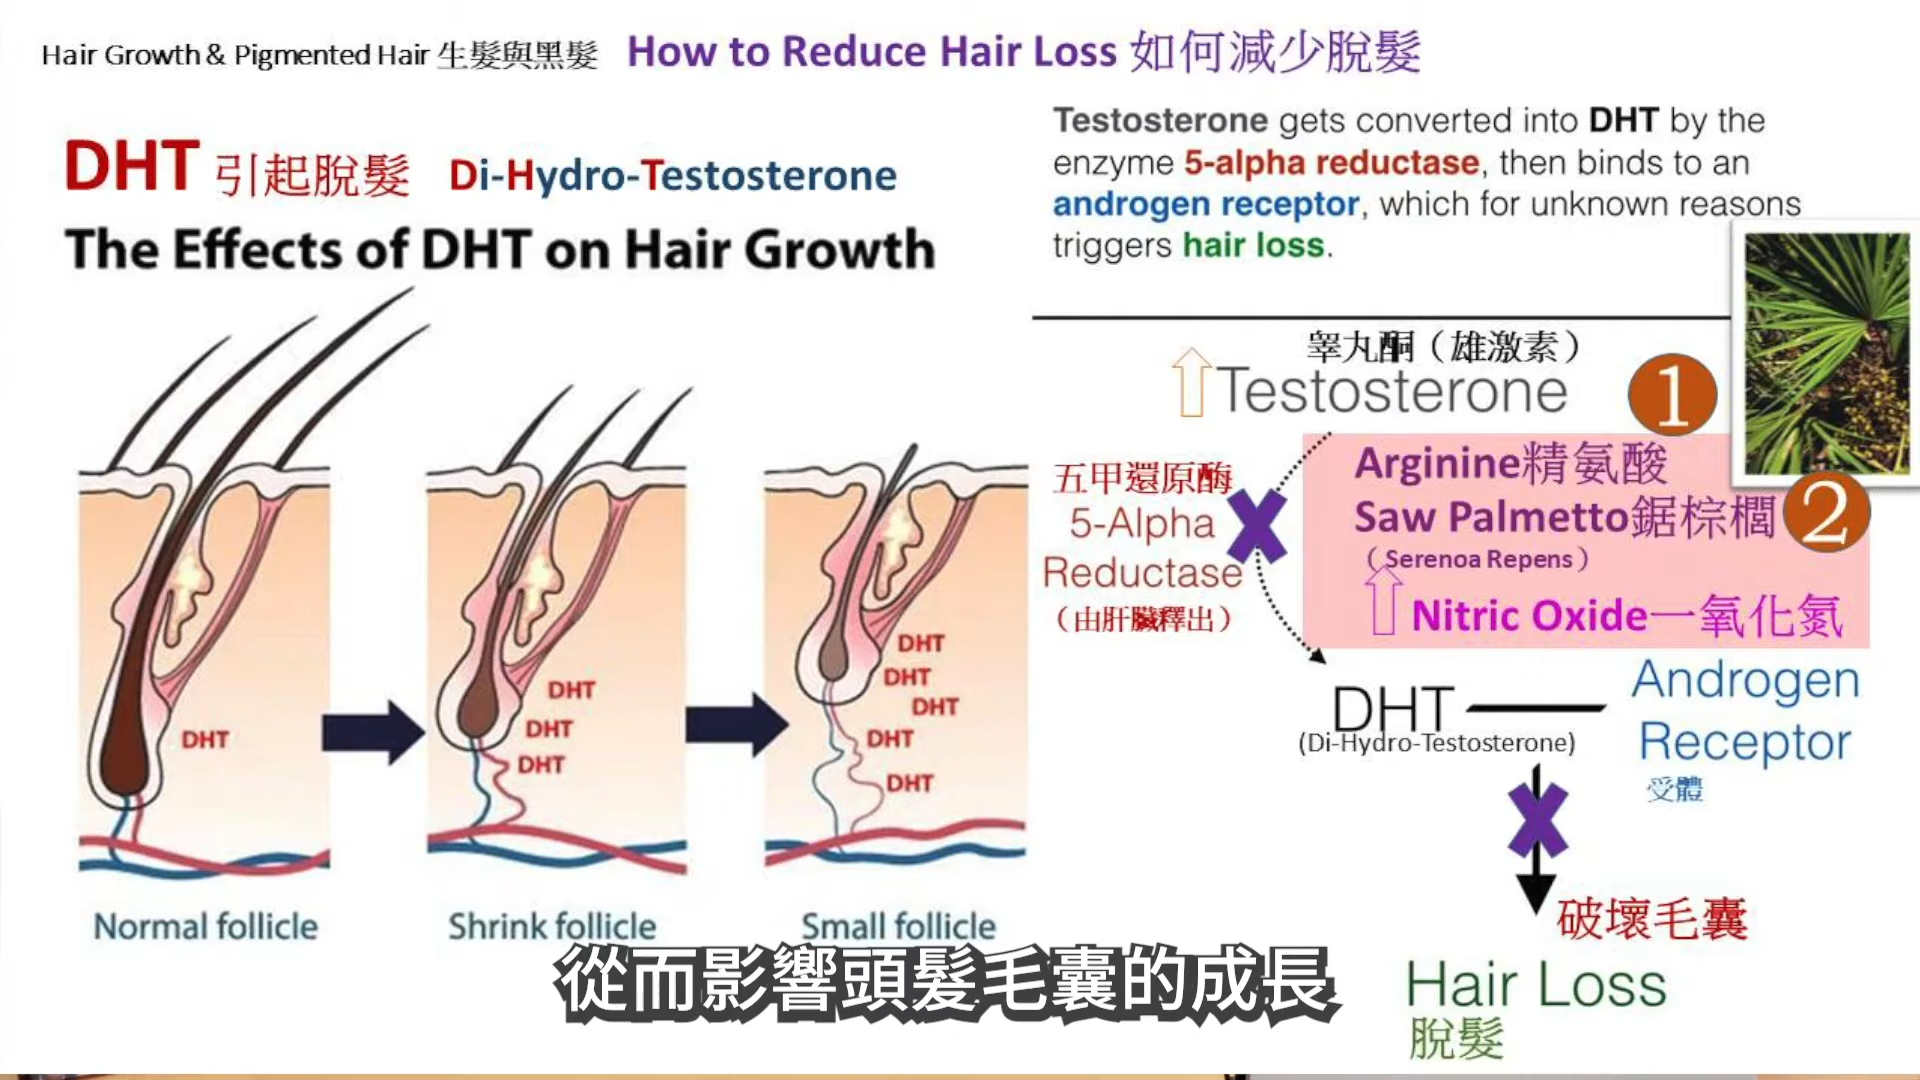 Hair Growth & Pigmented Hair 生髮與黑髮
How to Reduce Hair Loss 如何減少脫髮
DHT 引起脫髮 Di-Hydro-Testosterone
The Effects of DHT on Hair Growth
DHT
DHT
DHT
DHT
DHT
DHT
DHT
DHT
DHT
Normal follicle
Shrink follicle
Small follicle
Testosterone gets converted into DHT by the
enzyme 5-alpha reductase, then binds to an
androgen receptor, which for unknown reasons
triggers hair loss.
睾丸酮（雄激素）
Testosterone
1
五甲還原酶
5-Alpha
Reductase
（由肝臟釋出）
Arginine精氨酸
Saw Palmetto鋸棕櫚
2
（Serenoa Repens）
Nitric Oxide一氧化氮
DHT
(Di-Hydro-Testosterone)
Androgen
Receptor
受體
破壞毛囊
Hair Loss
脫髮
從而影響頭髮毛囊的成長